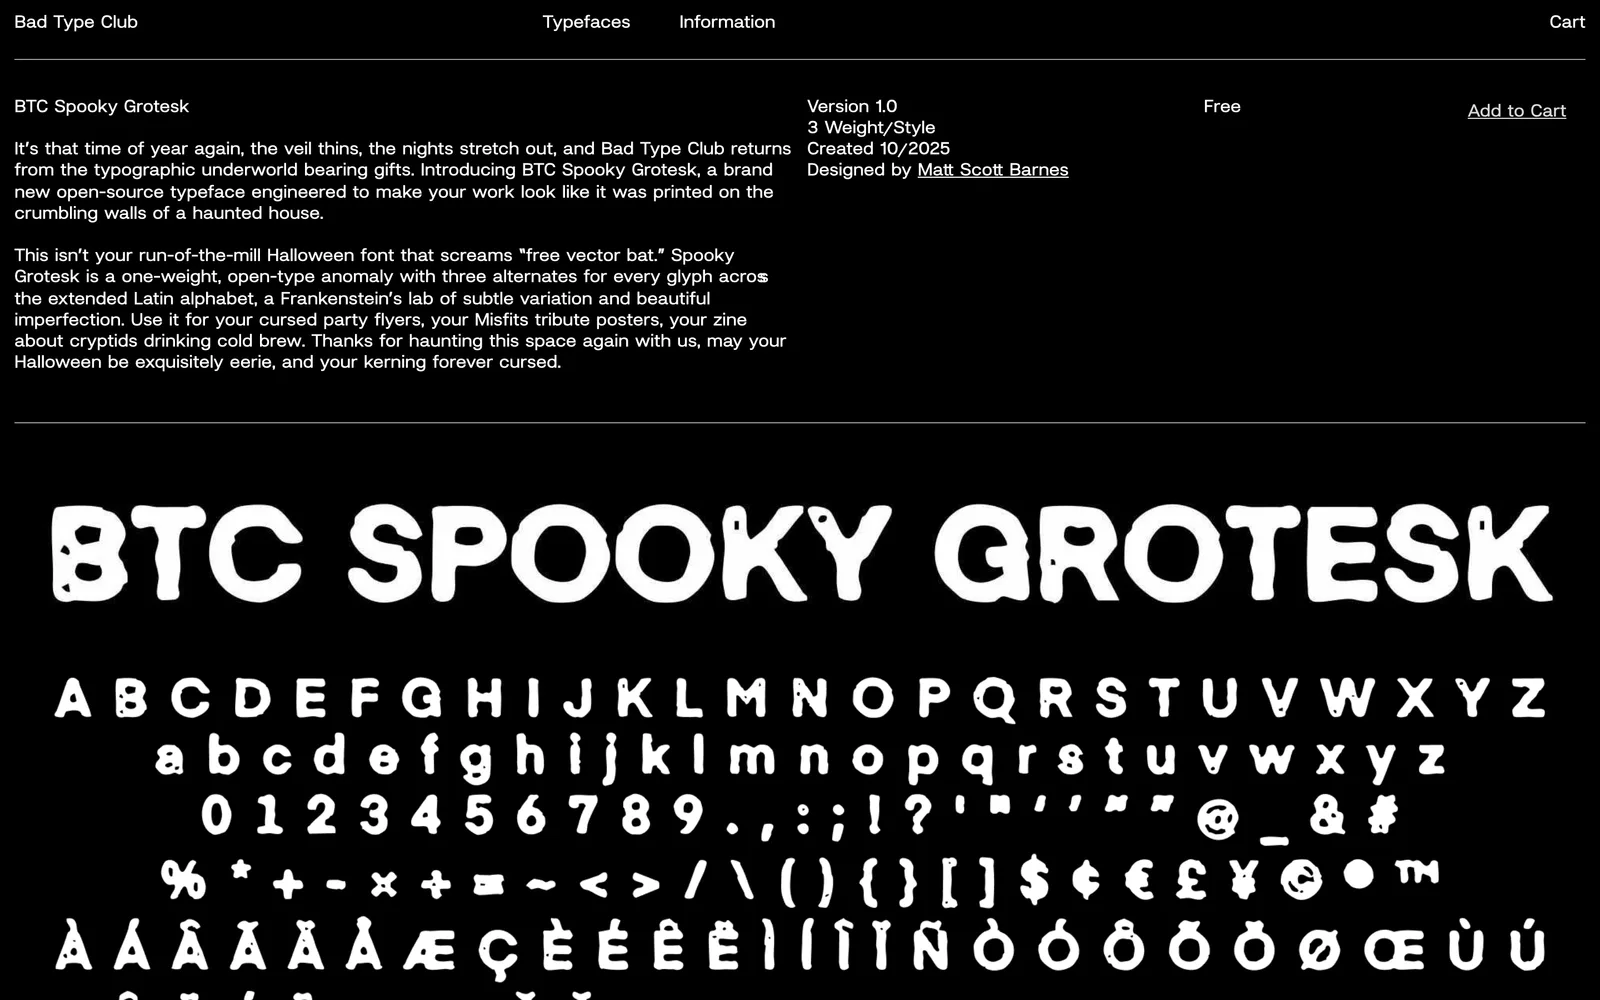 Bad Type Club
Typefaces
Information
Cart
BTC Spooky Grotesk
It's that time of year again, the veil thins, the nights stretch out, and Bad Type Club returns
from the typographic underworld bearing gifts. Introducing BTC Spooky Grotesk, a brand
new open-source typeface engineered to make your work look like it was printed on the
crumbling walls of a haunted house.
This isn't your run-of-the-mill Halloween font that screams "free vector bat." Spooky
Grotesk is a one-weight, open-type anomaly with three alternates for every glyph across
the extended Latin alphabet, a Frankenstein's lab of subtle variation and beautiful
imperfection. Use it for your cursed party flyers, your Misfits tribute posters, your zine
about cryptids drinking cold brew. Thanks for haunting this space again with us, may your
Halloween be exquisitely eerie, and your kerning forever cursed.
Version 1.0
3 Weight/Style
Created 10/2025
Designed by Matt Scott Barnes
Free
Add to Cart
BTC SPOOKY GROTESK
A B C D E F G H I J K L M N O P Q R S T U V W X Y Z
a b c d e f g h i j k l m n o p q r s t u v w x y z
0 1 2 3 4 5 6 7 8 9 . , : ; ! ? ' " ‘ ’ “ ” @ _ & #
% * + - × ÷ = ~ < > / \ ( ) { } [ ] $ ¢ € £ ¥ © • ™
À Á Â Ã Ä Å Æ Ç È É Ê Ë Ì Í Î Ï Ñ Ò Ó Ô Õ Ö Ø Œ Ù Ú